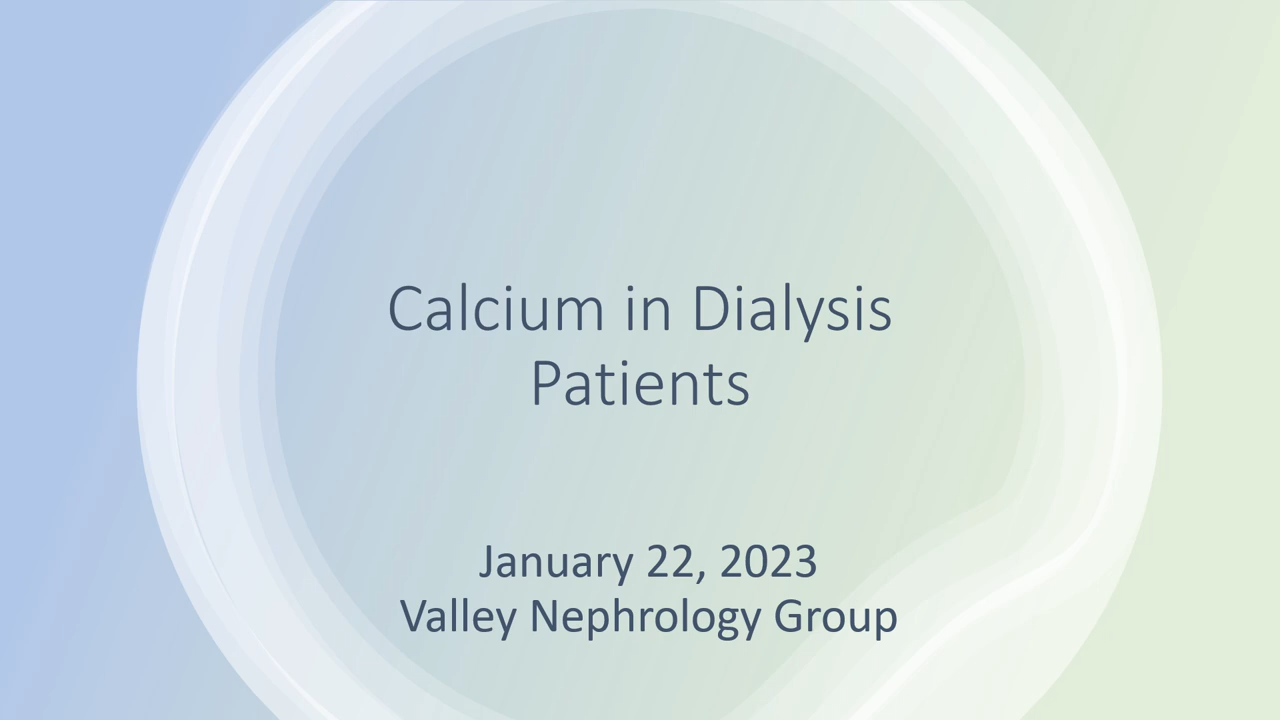 Calcium in Dialysis
Patients
January 22, 2023
Valley Nephrology Group